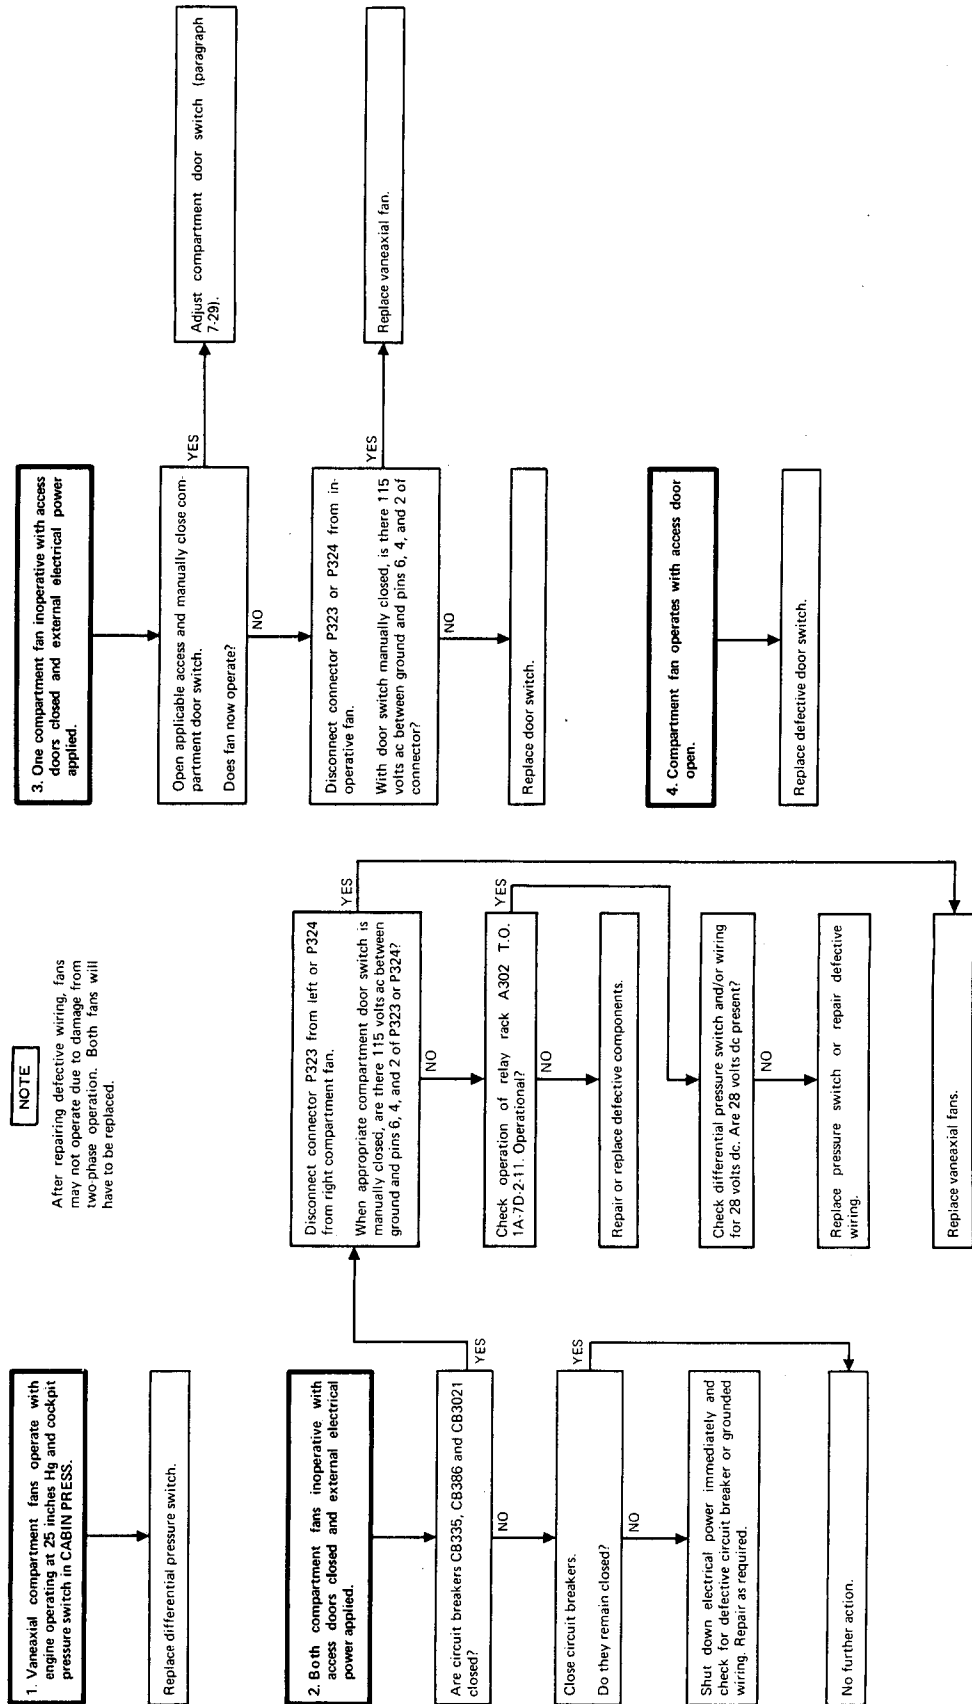 NOTE
After repairing defective wiring, fans
may not operate due to damage from
two-phase operation. Both fans will
have to be replaced.
1. Vaneaxial compartment fans operate with
engine operating at 25 inches Hg and cockpit
pressure switch in CABIN PRESS.
Replace differential pressure switch.
2. Both compartment fans inoperative with
access doors closed and external electrical
power applied.
Are circuit breakers CB335, CB386 and CB3021
closed?
YES
NO
Close circuit breakers.
Do they remain closed?
YES
NO
Shut down electrical power immediately and
check for defective circuit breaker or grounded
wiring. Repair as required.
No further action.
Disconnect connector P323 from left or P324
from right compartment fan.
When appropriate compartment door switch is
manually closed, are there 115 volts ac between
ground and pins 6, 4, and 2 of P323 or P324?
YES
NO
Check operation of relay rack A302 T.O.
1A-7D-2-11. Operational?
YES
NO
Repair or replace defective components.
Check differential pressure switch and/or wiring
for 28 volts dc. Are 28 volts dc present?
NO
Replace pressure switch or repair defective
wiring.
Replace vaneaxial fans.
3. One compartment fan inoperative with access
doors closed and external electrical power
applied.
Open applicable access and manually close com-
partment door switch.
Does fan now operate?
YES
NO
Adjust compartment door switch (paragraph
7-29).
Disconnect connector P323 or P324 from in-
operative fan.
With door switch manually closed, is there 115
volts ac between ground and pins 6, 4, and 2 of
connector?
YES
NO
Replace vaneaxial fan.
Replace door switch.
4. Compartment fan operates with access door
open.
Replace defective door switch.